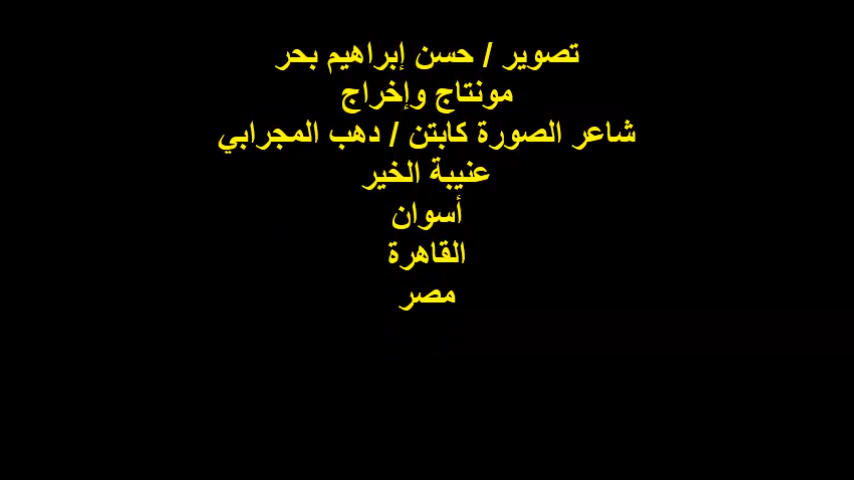 تصوير / حسن إبراهيم بحر
مونتاج وإخراج
شاعر الصورة كابتن / دهب المجرابي
عنيبة الخير
أسوان
القاهرة
مصر